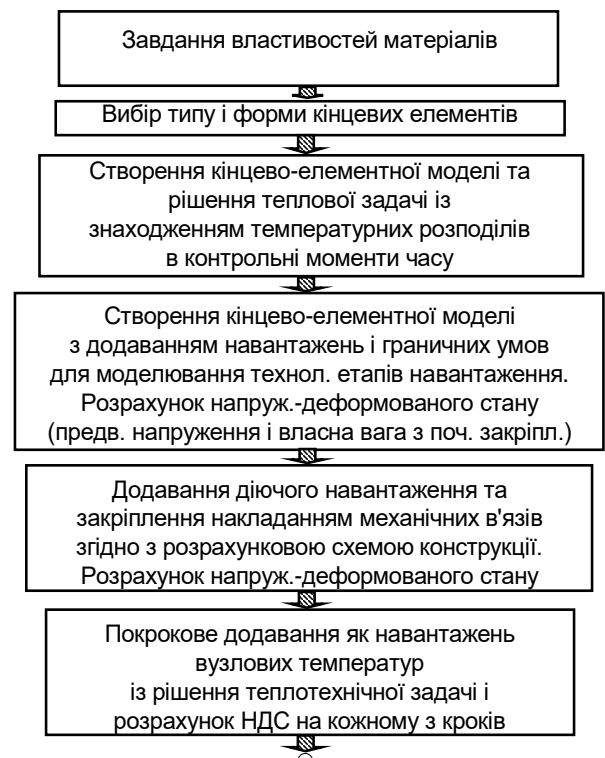 Завдання властивостей матеріалів
Вибір типу і форми кінцевих елементів
Створення кінцево-елементної моделі та
рішення теплової задачі із
знаходженням температурних розподілів
в контрольні моменти часу
Створення кінцево-елементної моделі
з додаванням навантажень і граничних умов
для моделювання технол. етапів навантаження.
Розрахунок напруж.-деформованого стану
(предв. напруження і власна вага з поч. закріпл.)
Додавання діючого навантаження та
закріплення накладанням механічних в'язів
згідно з розрахунковою схемою конструкції.
Розрахунок напруж.-деформованого стану
Покрокове додавання як навантажень
вузлових температур
із рішення теплотехнічної задачі і
розрахунок НДС на кожному з кроків